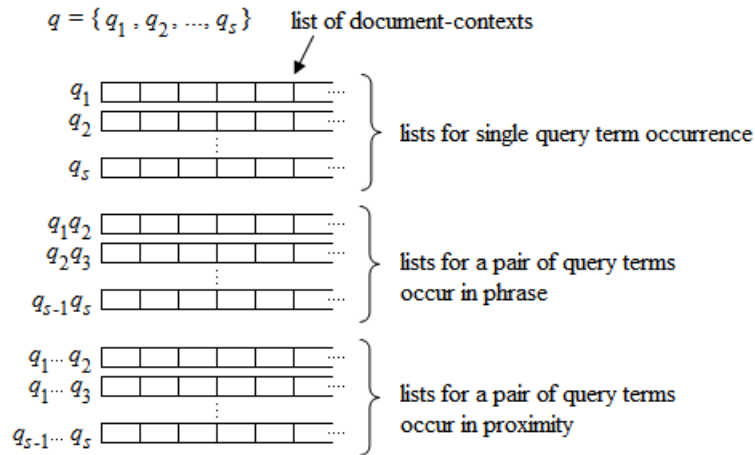 q = { q₁ , q₂ , ..., qₛ } list of document-contexts
q₁ ....
q₂ ....
⋮
qₛ ....
lists for single query term occurrence
q₁q₂ ....
q₂q₃ ....
⋮
qₛ₋₁qₛ ....
lists for a pair of query terms
occur in phrase
q₁... q₂ ....
q₁... q₃ ....
⋮
qₛ₋₁... qₛ ....
lists for a pair of query terms
occur in proximity